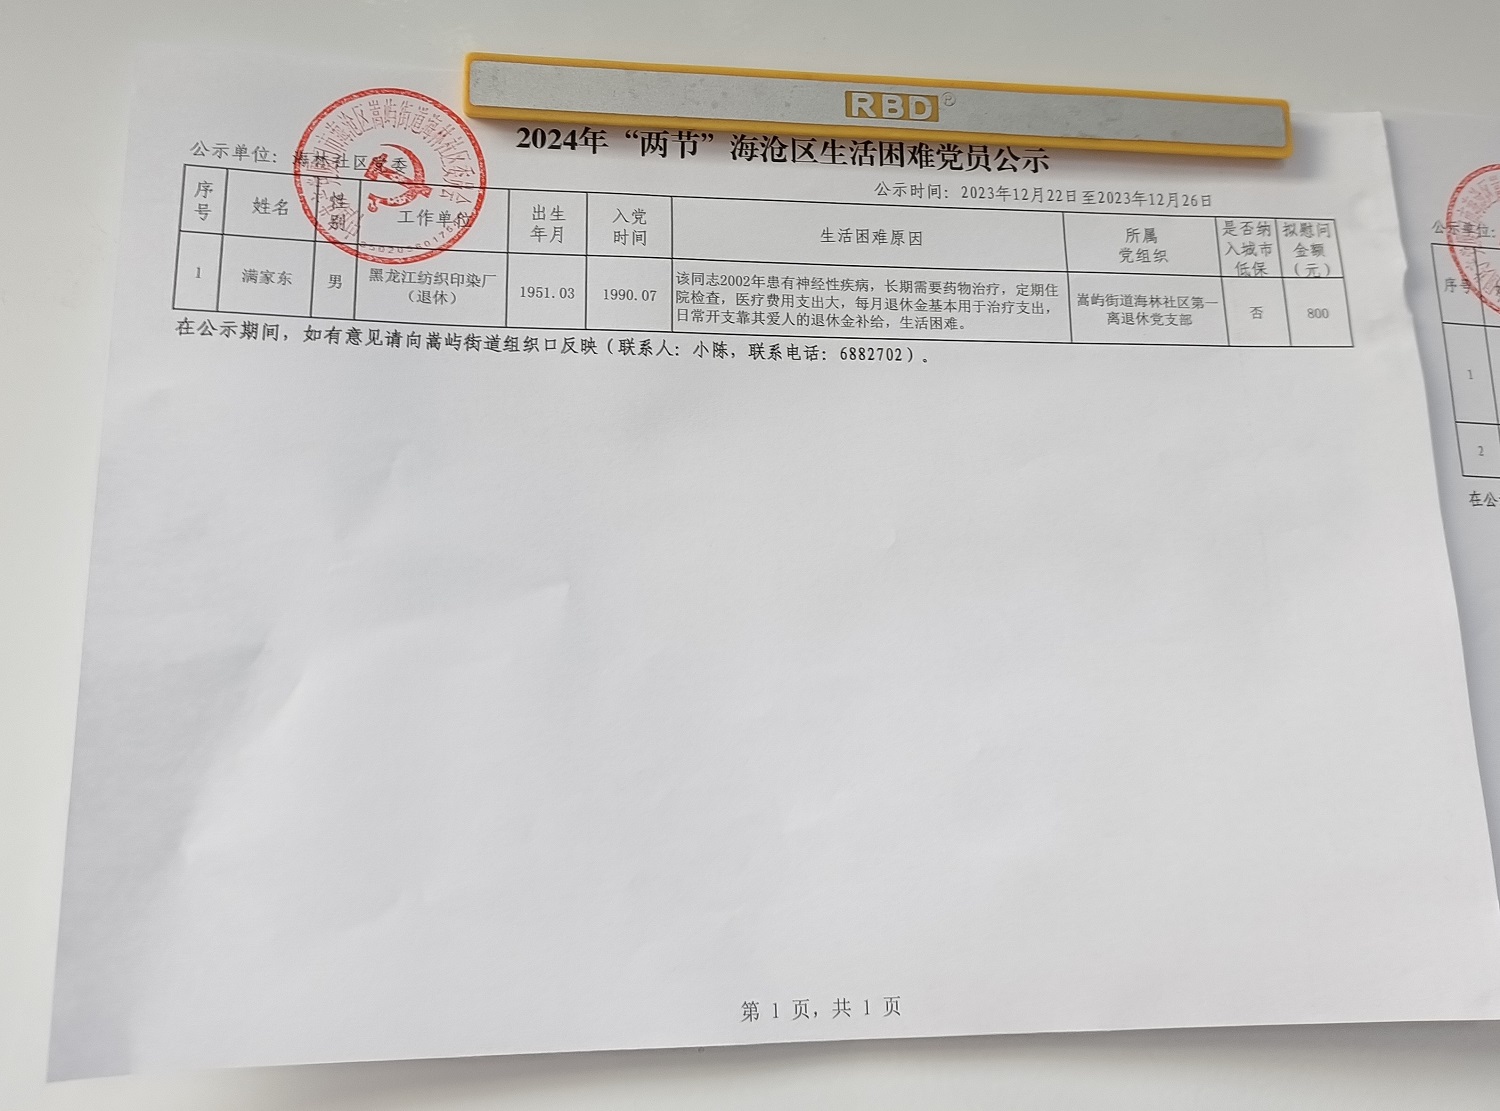 RBD®
2024年“两节”海沧区生活困难党员公示
公示单位：海林社区党委
公示时间：2023年12月22日至2023年12月26日
序号 姓名 性别 工作单位 出生年月 入党时间 生活困难原因 所属党组织 是否纳入城市低保 拟慰问金额（元）
1 满家东 男 黑龙江纺织印染厂（退休） 1951.03 1990.07 该同志2002年患有神经性疾病，长期需要药物治疗，定期住院检查，医疗费用支出大，每月退休金基本用于治疗支出，日常开支靠其爱人的退休金补给，生活困难。 嵩屿街道海林社区第一离退休党支部 否 800
在公示期间，如有意见请向嵩屿街道组织口反映（联系人：小陈，联系电话：6882702）。
第 1 页，共 1 页
公示单位：
序号
1
2
在公